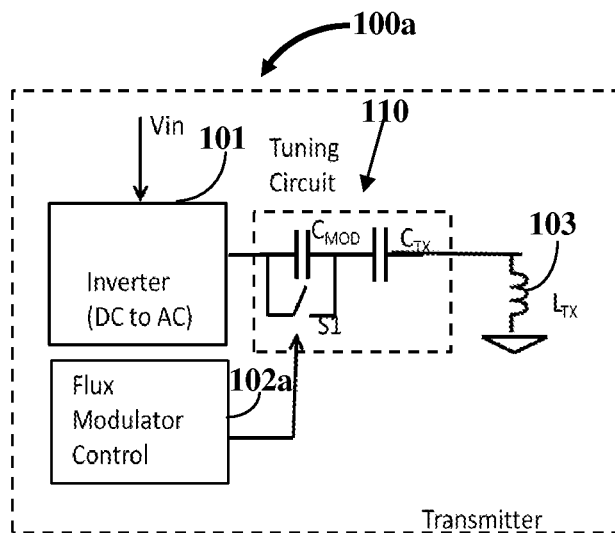 100a
110
Vin
101
Tuning
Circuit
C_MOD
C_TX
103
Inverter
(DC to AC)
S1
L_TX
102a
Flux
Modulator
Control
Transmitter